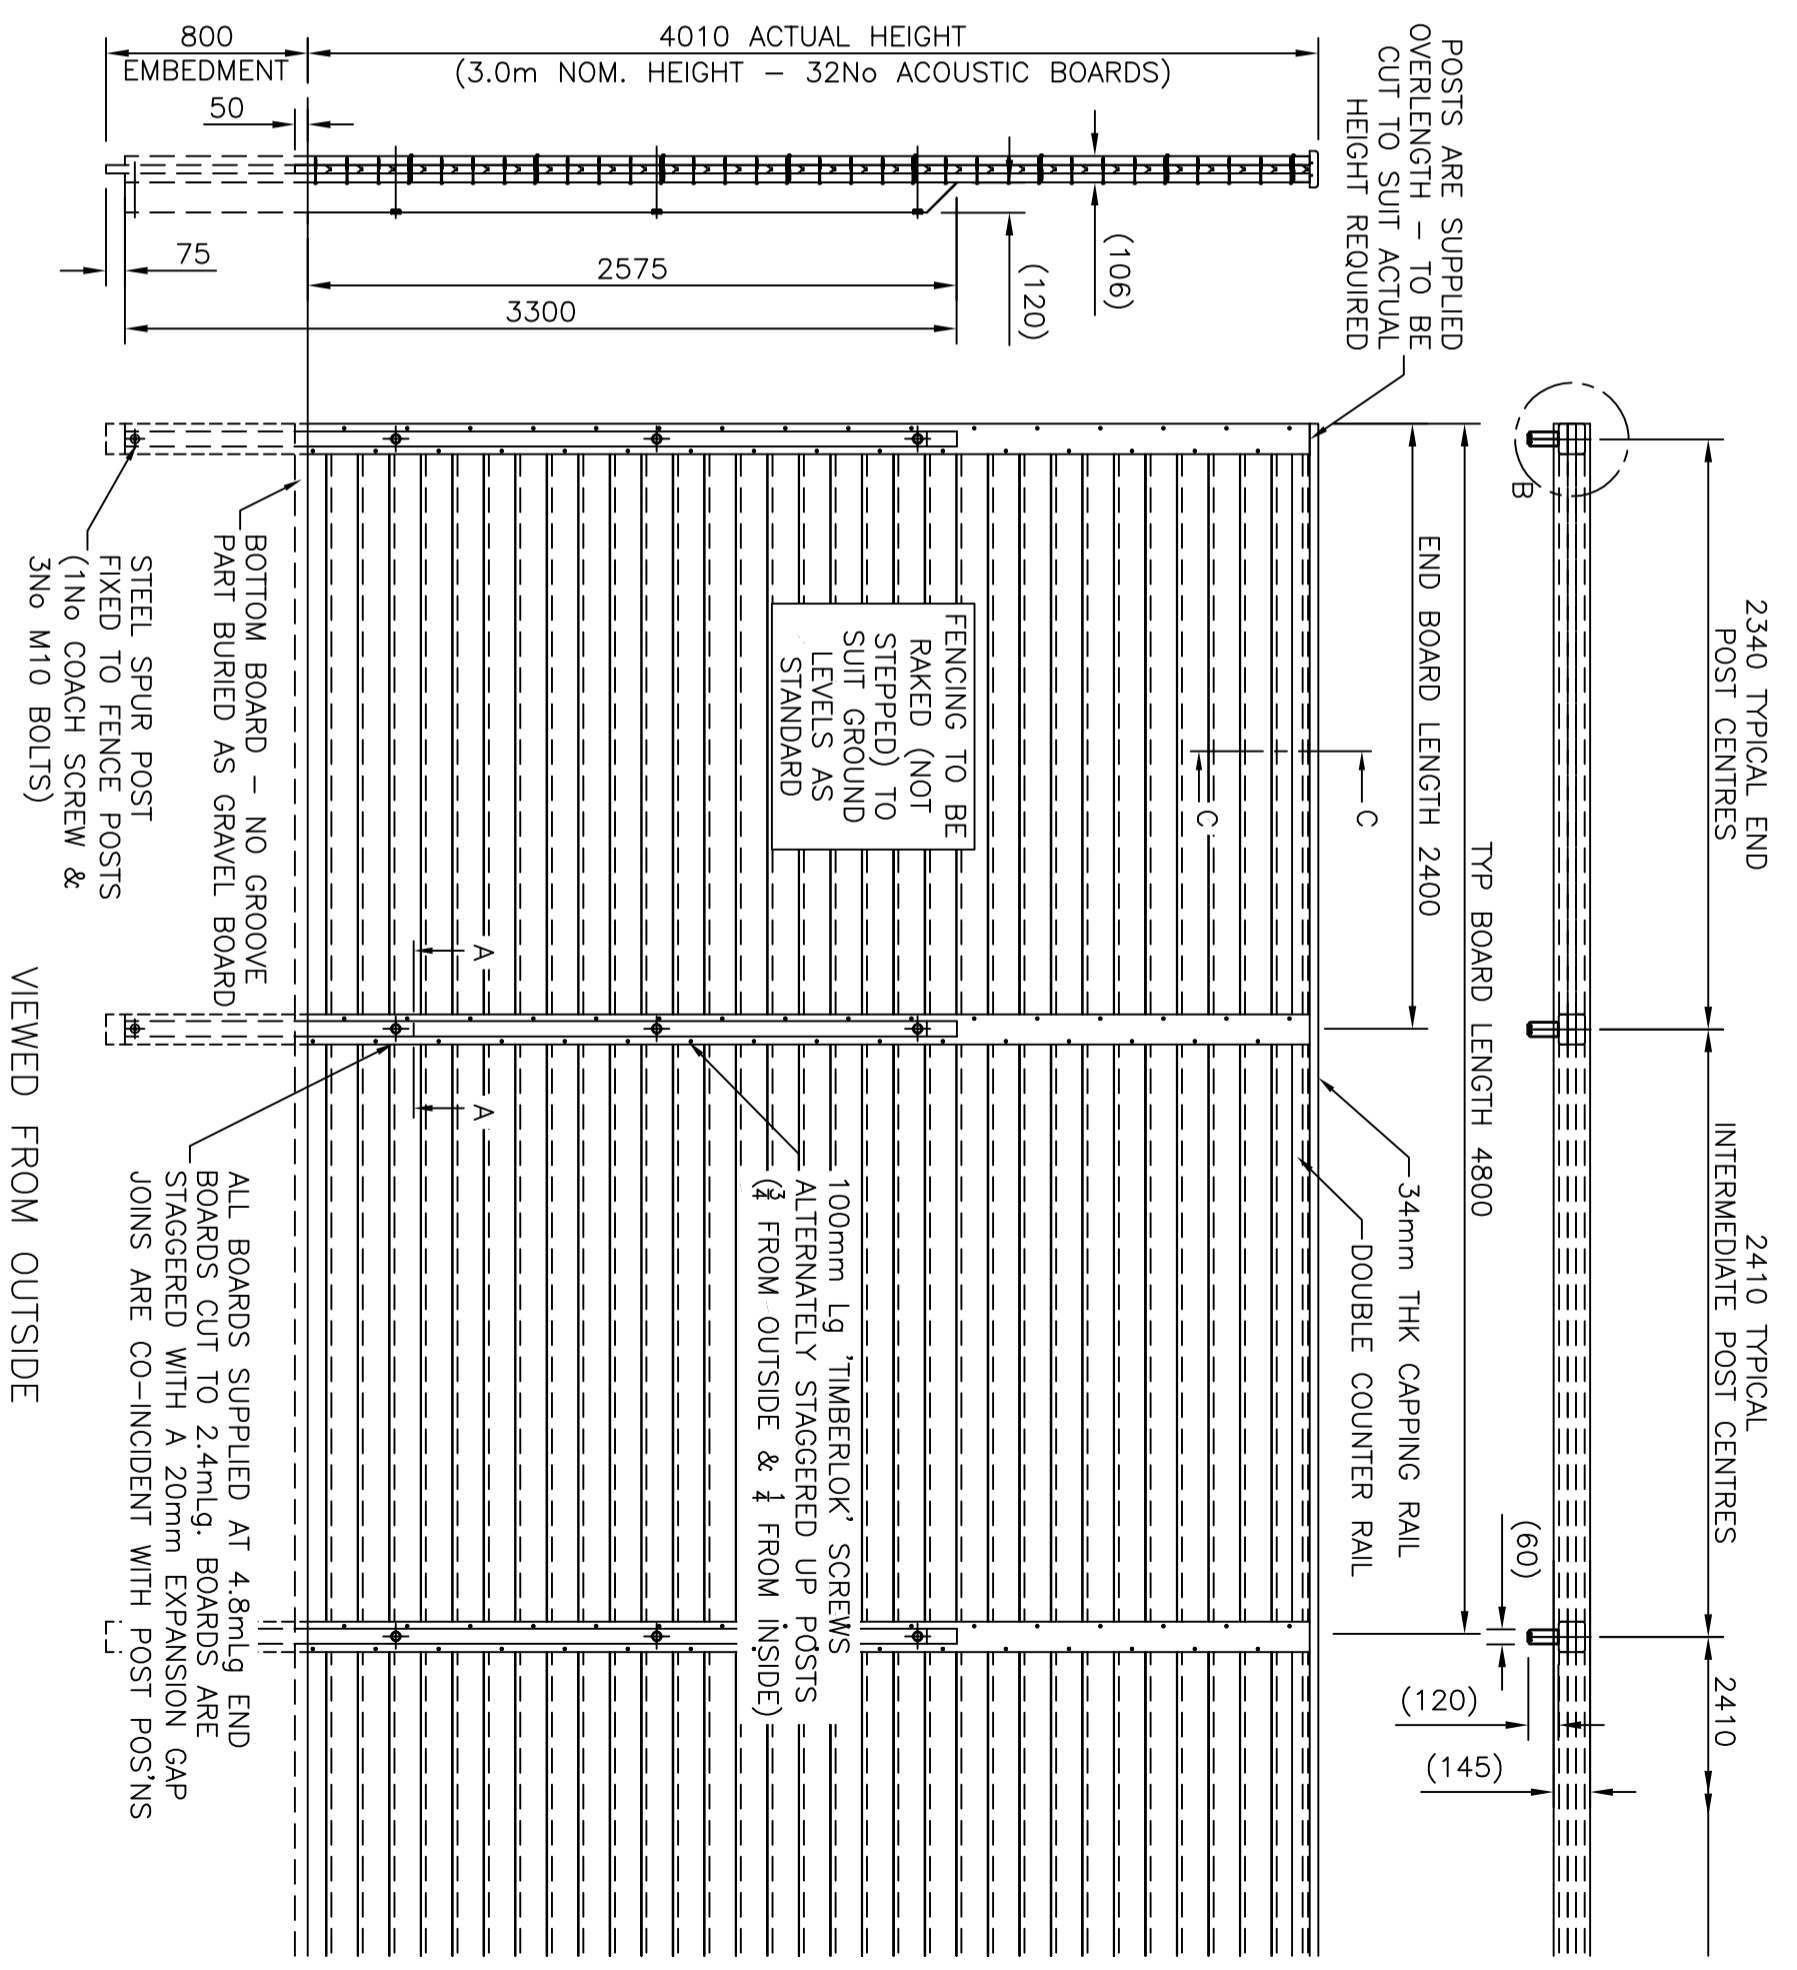 2340 TYPICAL END
POST CENTRES
2410 TYPICAL
INTERMEDIATE POST CENTRES
2410
B
(60)
(120)
(145)
POSTS ARE SUPPLIED
OVERLENGTH – TO BE
CUT TO SUIT ACTUAL
HEIGHT REQUIRED
TYP BOARD LENGTH 4800
END BOARD LENGTH 2400
34mm THK CAPPING RAIL
DOUBLE COUNTER RAIL
C
C
4010 ACTUAL HEIGHT
(3.0m NOM. HEIGHT – 32No ACOUSTIC BOARDS)
800
EMBEDMENT
50
75
2575
3300
(106)
(120)
FENCING TO BE
RAKED (NOT
STEPPED) TO
SUIT GROUND
LEVELS AS
STANDARD
100mm Lg 'TIMBERLOK' SCREWS
ALTERNATELY STAGGERED UP POSTS
(¾ FROM OUTSIDE & ¼ FROM INSIDE)
A
A
BOTTOM BOARD – NO GROOVE
PART BURIED AS GRAVEL BOARD
STEEL SPUR POST
FIXED TO FENCE POSTS
(1No COACH SCREW &
3No M10 BOLTS)
ALL BOARDS SUPPLIED AT 4.8mLg END
BOARDS CUT TO 2.4mLg. BOARDS ARE
STAGGERED WITH A 20mm EXPANSION GAP
JOINS ARE CO–INCIDENT WITH POST POS'NS
VIEWED FROM OUTSIDE